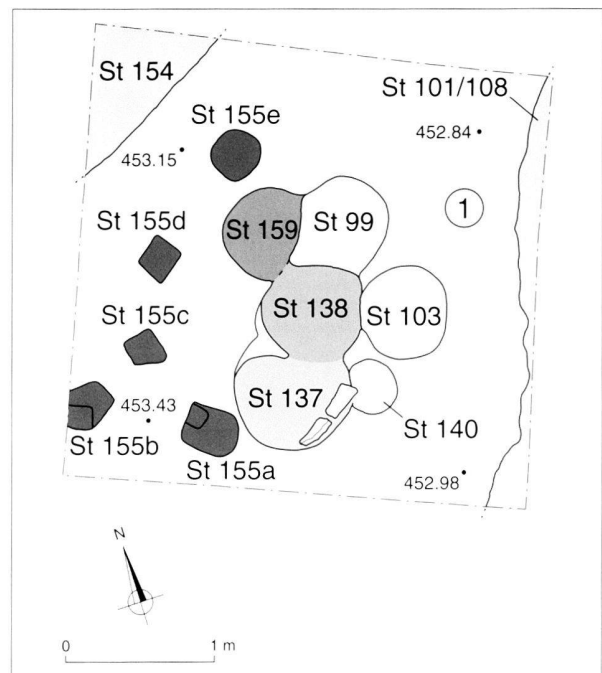 St 154
St 101/108
St 155e
452.84
453.15
1
St 159
St 99
St 155d
St 138
St 103
St 155c
St 137
453.43
St 140
St 155b
St 155a
452.98
N
0
1 m